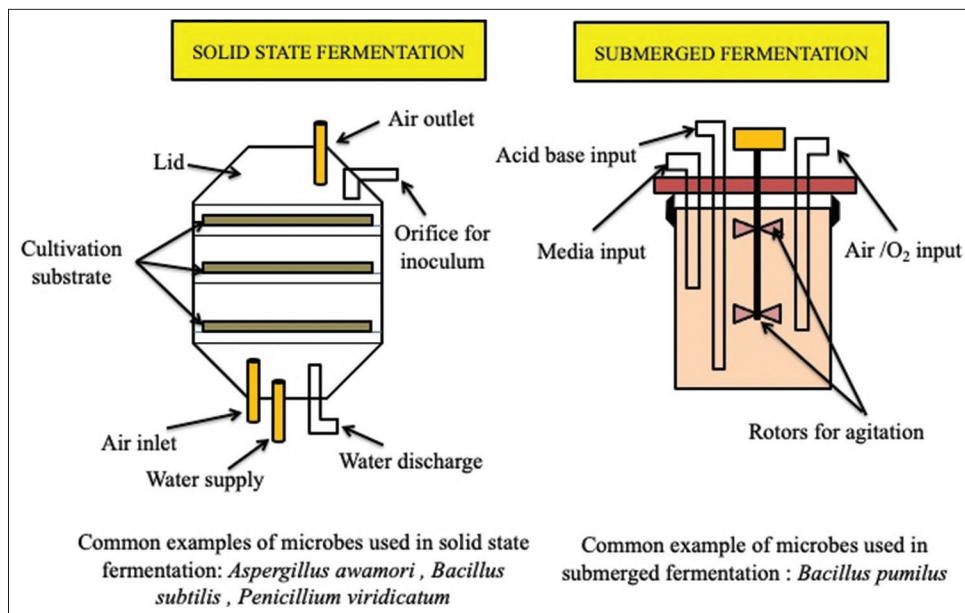 SOLID STATE FERMENTATION
Air outlet
Lid
Orifice for
inoculum
Cultivation
substrate
Air inlet
Water supply
Water discharge
Common examples of microbes used in solid state
fermentation: Aspergillus awamori , Bacillus
subtilis , Penicillium viridicatum
SUBMERGED FERMENTATION
Acid base input
Media input
Air /O₂ input
Rotors for agitation
Common example of microbes used in
submerged fermentation : Bacillus pumilus